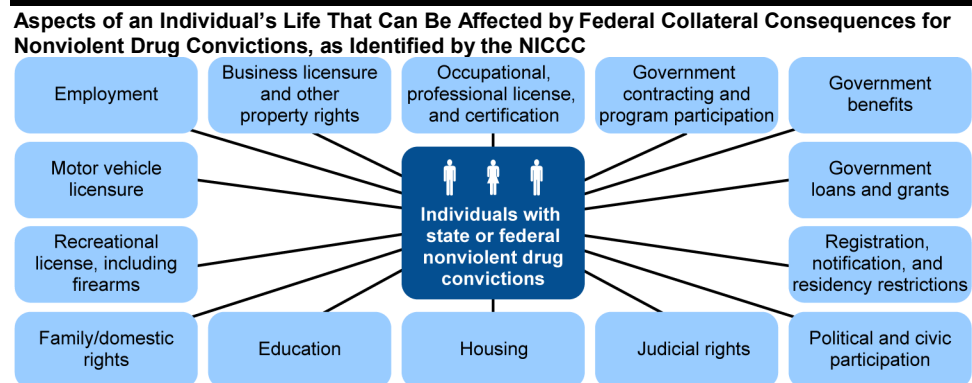 Aspects of an Individual's Life That Can Be Affected by Federal Collateral Consequences for
Nonviolent Drug Convictions, as Identified by the NICCC
Employment
Business licensure
and other
property rights
Occupational,
professional license,
and certification
Government
contracting and
program participation
Government
benefits
Motor vehicle
licensure
Government
loans and grants
Individuals with
state or federal
nonviolent drug
convictions
Recreational
license, including
firearms
Registration,
notification, and
residency restrictions
Family/domestic
rights
Education
Housing
Judicial rights
Political and civic
participation